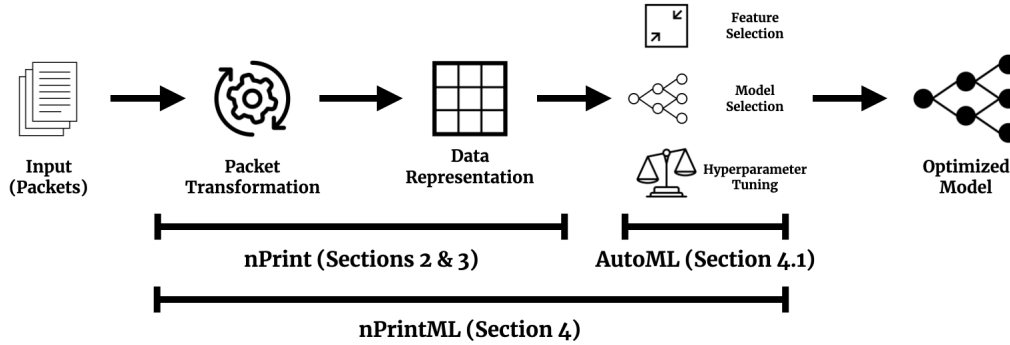 Feature
Selection
Model
Selection
Hyperparameter
Tuning
Input
(Packets)
Packet
Transformation
Data
Representation
Optimized
Model
nPrint (Sections 2 & 3)
AutoML (Section 4.1)
nPrintML (Section 4)